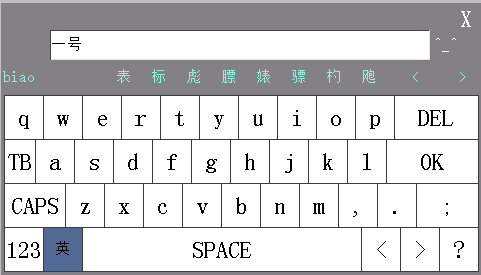 X
一号 ^_^
biao 表 标 彪 膘 婊 骠 杓 飑 < >
q w e r t y u i o p DEL
TB a s d f g h j k l OK
CAPS z x c v b n m , . ;
123 英 SPACE < > ?